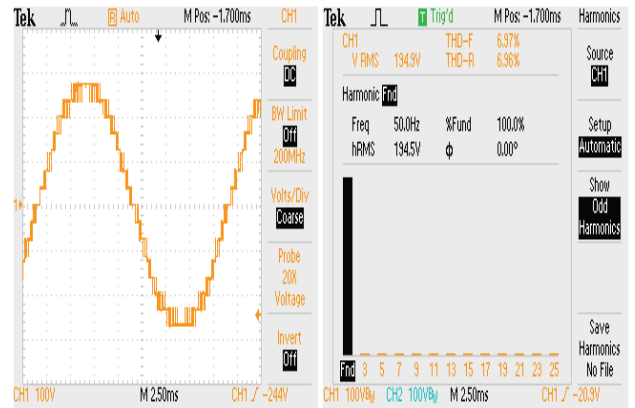 Tek R Auto M Pos: -1.700ms CH1
Coupling
DC
BW Limit
Off
200MHz
Volts/Div
Coarse
Probe
20X
Voltage
Invert
Off
1
CH1 100V M 2.50ms CH1 -244V
Tek T Trig'd M Pos: -1.700ms Harmonics
CH1 THD-F 6.97%
V RMS 194.9V THD-R 6.96%
Harmonic Fnd
Freq 50.0Hz %Fund 100.0%
hRMS 194.5V ϕ 0.00º
Source
CH1
Setup
Automatic
Show
Odd
Harmonics
Save
Harmonics
No File
Fnd 3 5 7 9 11 13 15 17 19 21 23 25
CH1 100VBW CH2 100VBW M 2.50ms CH1 -20.9V